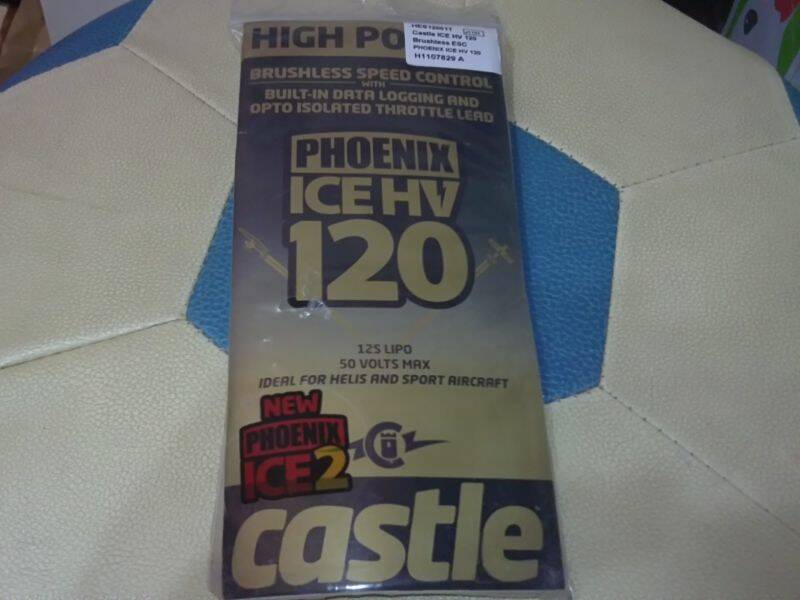 HIGH PO
Castle ICE HV 120
Brushless ESC
PHOENIX ICE HV 120
H1107829 A
BRUSHLESS SPEED CONTROL
WITH
BUILT-IN DATA LOGGING AND
OPTO ISOLATED THROTTLE LEAD
PHOENIX
ICE HV
120
12S LIPO
50 VOLTS MAX
IDEAL FOR HELIS AND SPORT AIRCRAFT
NEW
PHOENIX
ICE2
castle